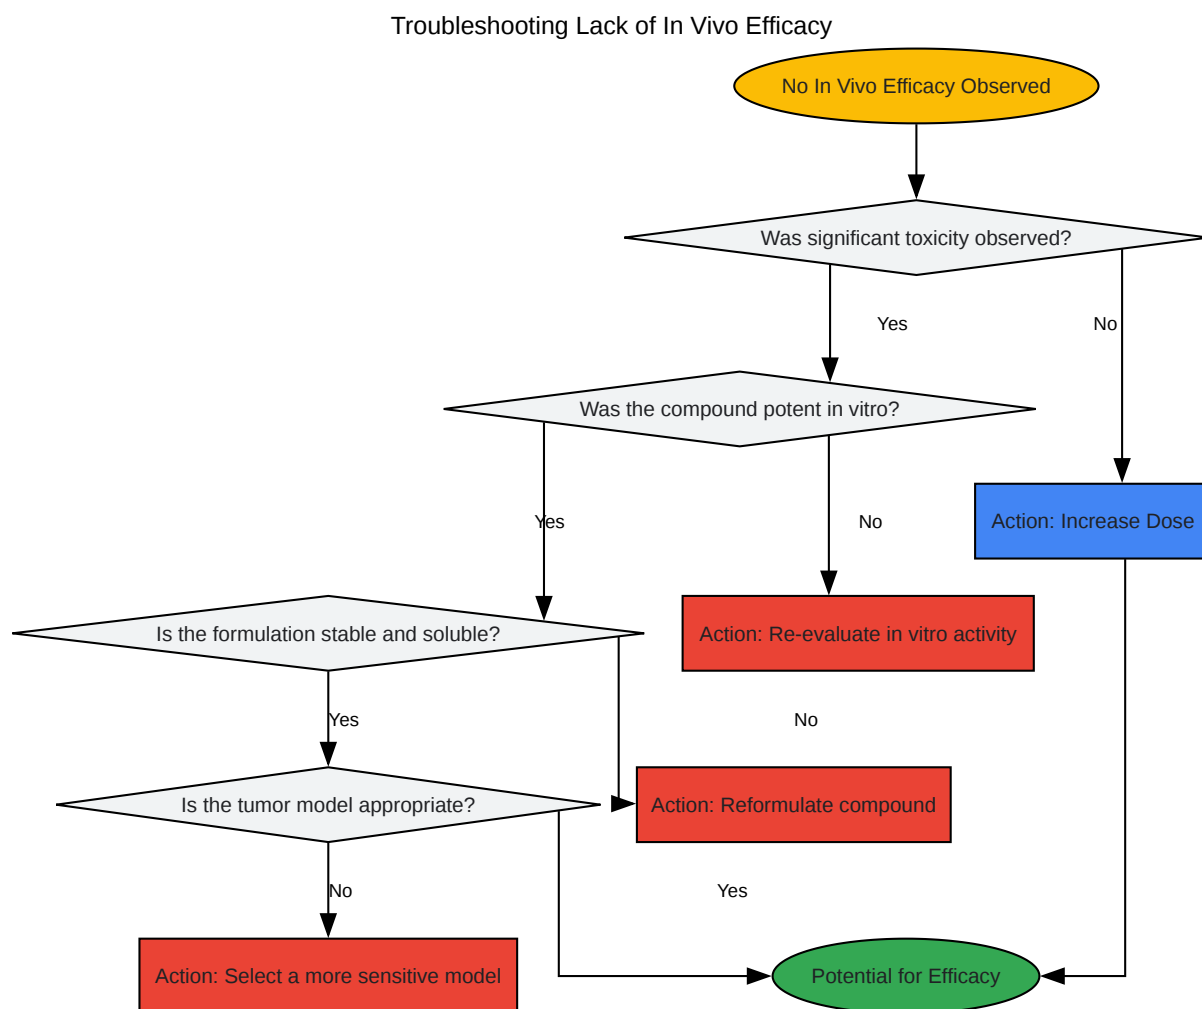 Troubleshooting Lack of In Vivo Efficacy
No In Vivo Efficacy Observed
Was significant toxicity observed?
Yes
No
Was the compound potent in vitro?
Yes
No
Action: Increase Dose
Is the formulation stable and soluble?
Action: Re-evaluate in vitro activity
Yes
No
Is the tumor model appropriate?
Action: Reformulate compound
No
Yes
Action: Select a more sensitive model
Potential for Efficacy